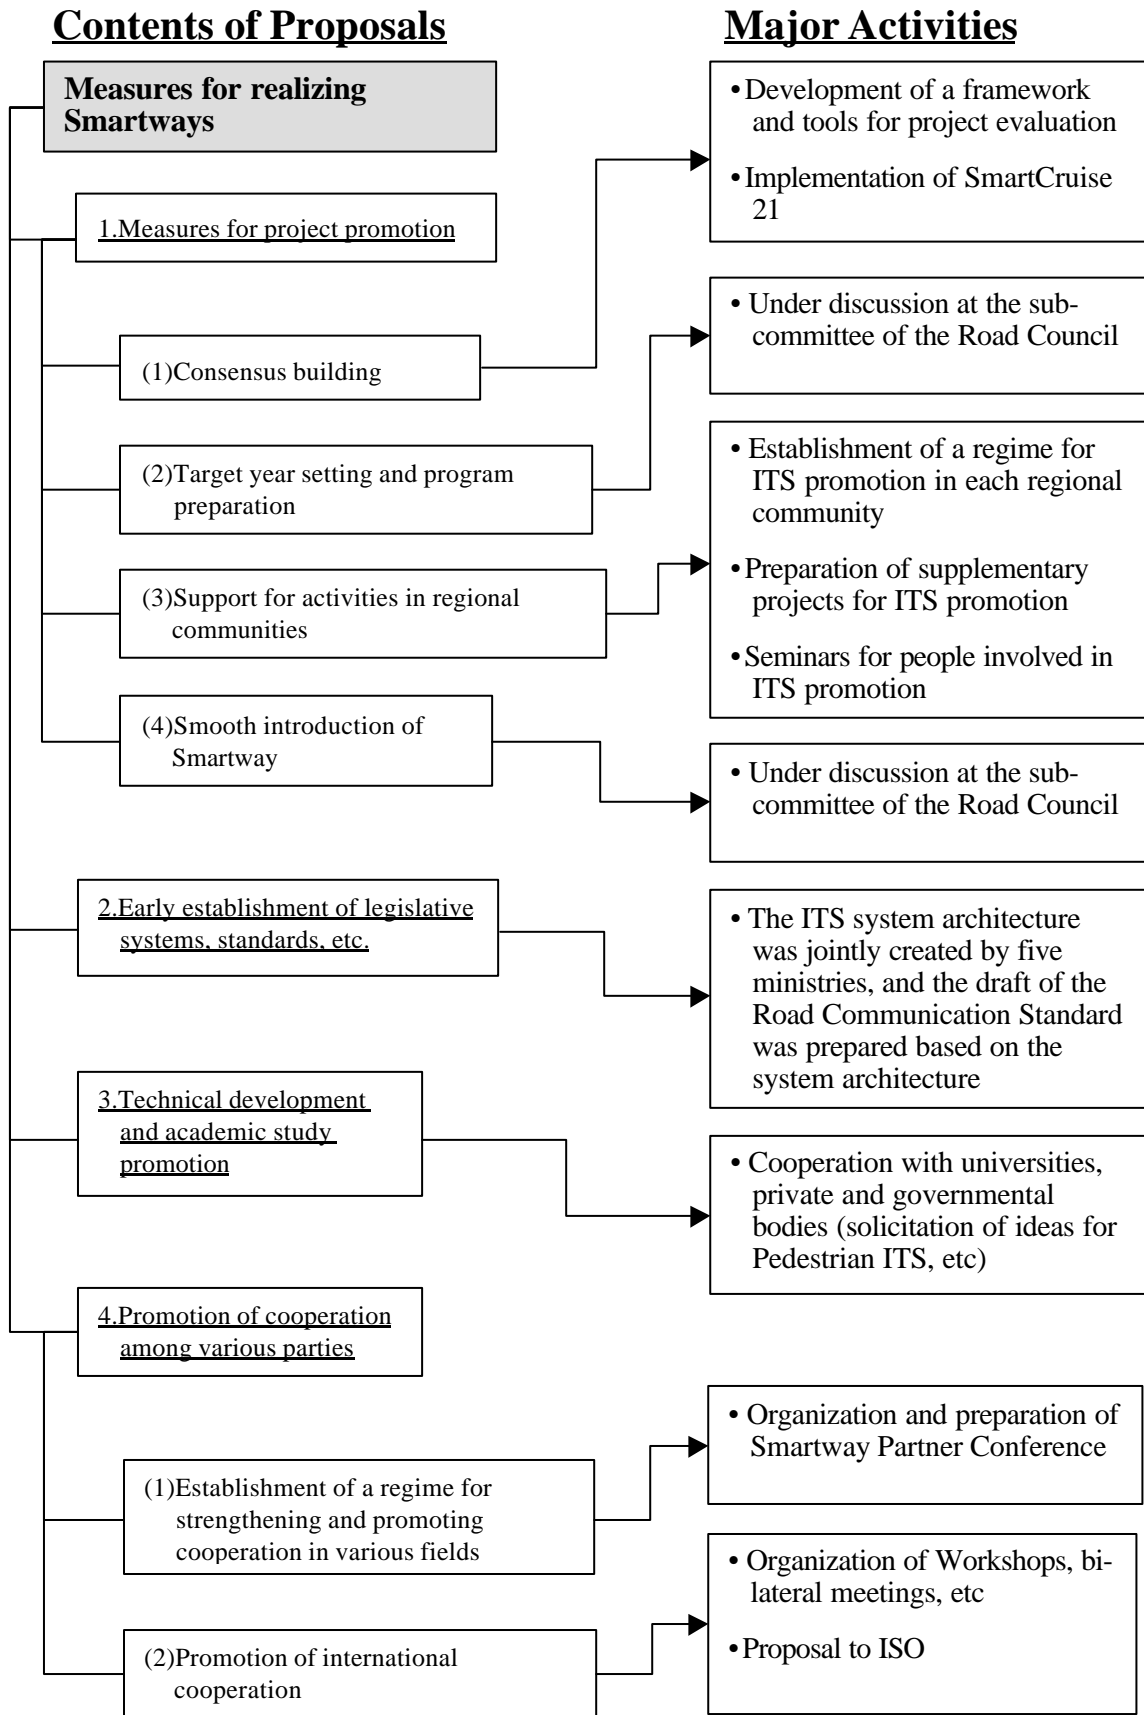 Contents of Proposals
Major Activities
Measures for realizing
Smartways
1.Measures for project promotion
(1)Consensus building
(2)Target year setting and program
preparation
(3)Support for activities in regional
communities
(4)Smooth introduction of
Smartway
2.Early establishment of legislative
systems, standards, etc.
3.Technical development
and academic study
promotion
4.Promotion of cooperation
among various parties
(1)Establishment of a regime for
strengthening and promoting
cooperation in various fields
(2)Promotion of international
cooperation
• Development of a framework
and tools for project evaluation
• Implementation of SmartCruise
21
• Under discussion at the sub-
committee of the Road Council
• Establishment of a regime for
ITS promotion in each regional
community
• Preparation of supplementary
projects for ITS promotion
• Seminars for people involved in
ITS promotion
• Under discussion at the sub-
committee of the Road Council
• The ITS system architecture
was jointly created by five
ministries, and the draft of the
Road Communication Standard
was prepared based on the
system architecture
• Cooperation with universities,
private and governmental
bodies (solicitation of ideas for
Pedestrian ITS, etc)
• Organization and preparation of
Smartway Partner Conference
• Organization of Workshops, bi-
lateral meetings, etc
• Proposal to ISO